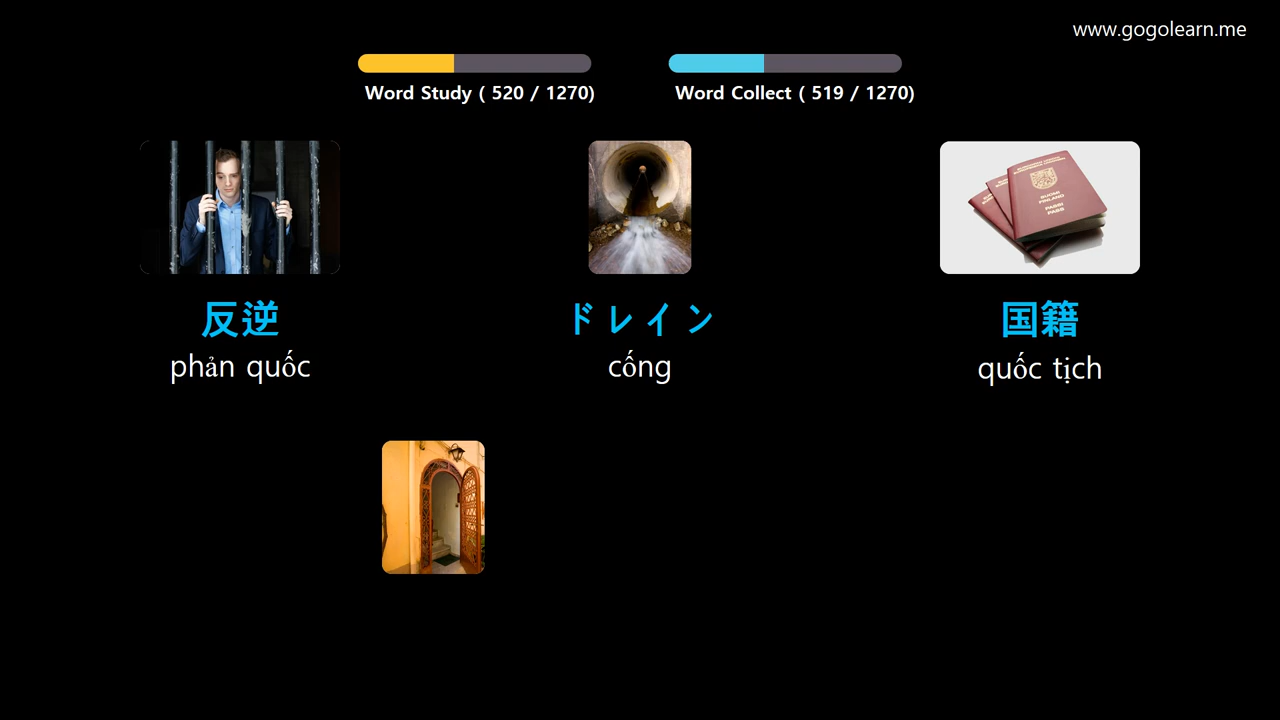 www.gogolearn.me
Word Study ( 520 / 1270)
Word Collect ( 519 / 1270)
反逆
phản quốc
ドレイン
cống
国籍
quốc tịch